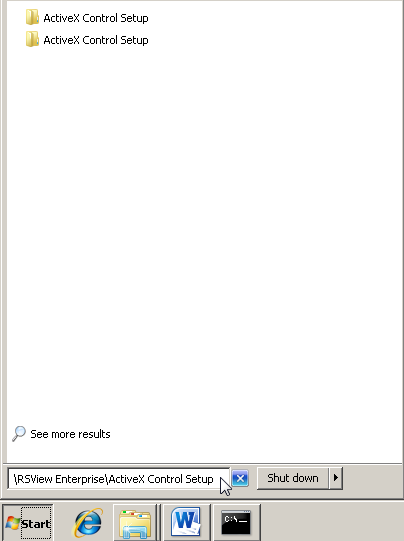 ActiveX Control Setup
ActiveX Control Setup
See more results
\RSView Enterprise\ActiveX Control Setup
Shut down
Start
C:\_